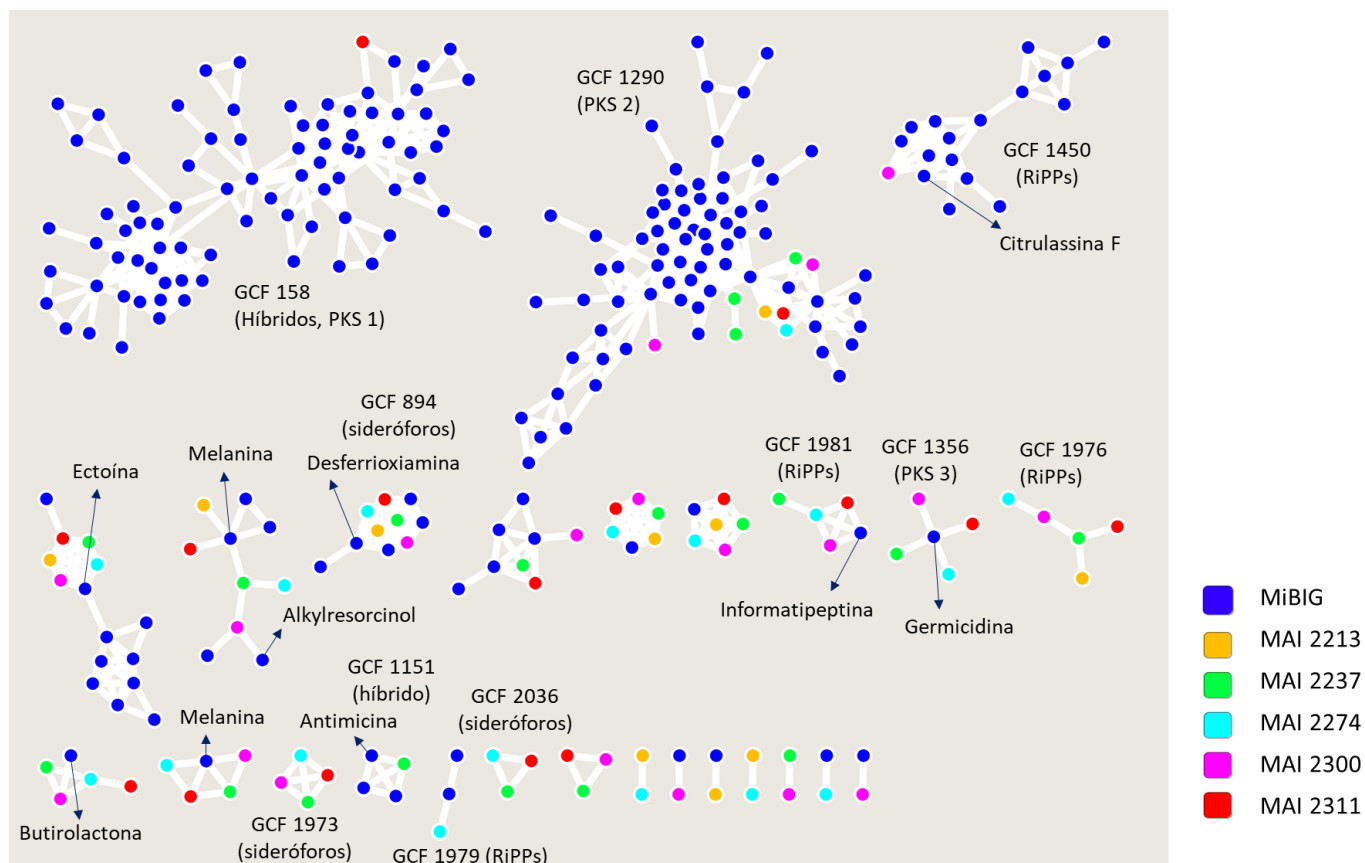 GCF 1290
(PKS 2)
GCF 1450
(RiPPs)
Citrulassina F
GCF 158
(Híbridos, PKS 1)
GCF 894
(sideróforos)
Desferrioxiamina
Melanina
Ectoína
GCF 1981
(RiPPs)
GCF 1356
(PKS 3)
GCF 1976
(RiPPs)
Informatipeptina
Germicidina
Alkylresorcinol
GCF 1151
(híbrido)
Antimicina
GCF 2036
(sideróforos)
Melanina
Butirolactona
GCF 1973
(sideróforos)
GCF 1979 (RiPPs)
MiBIG
MAI 2213
MAI 2237
MAI 2274
MAI 2300
MAI 2311